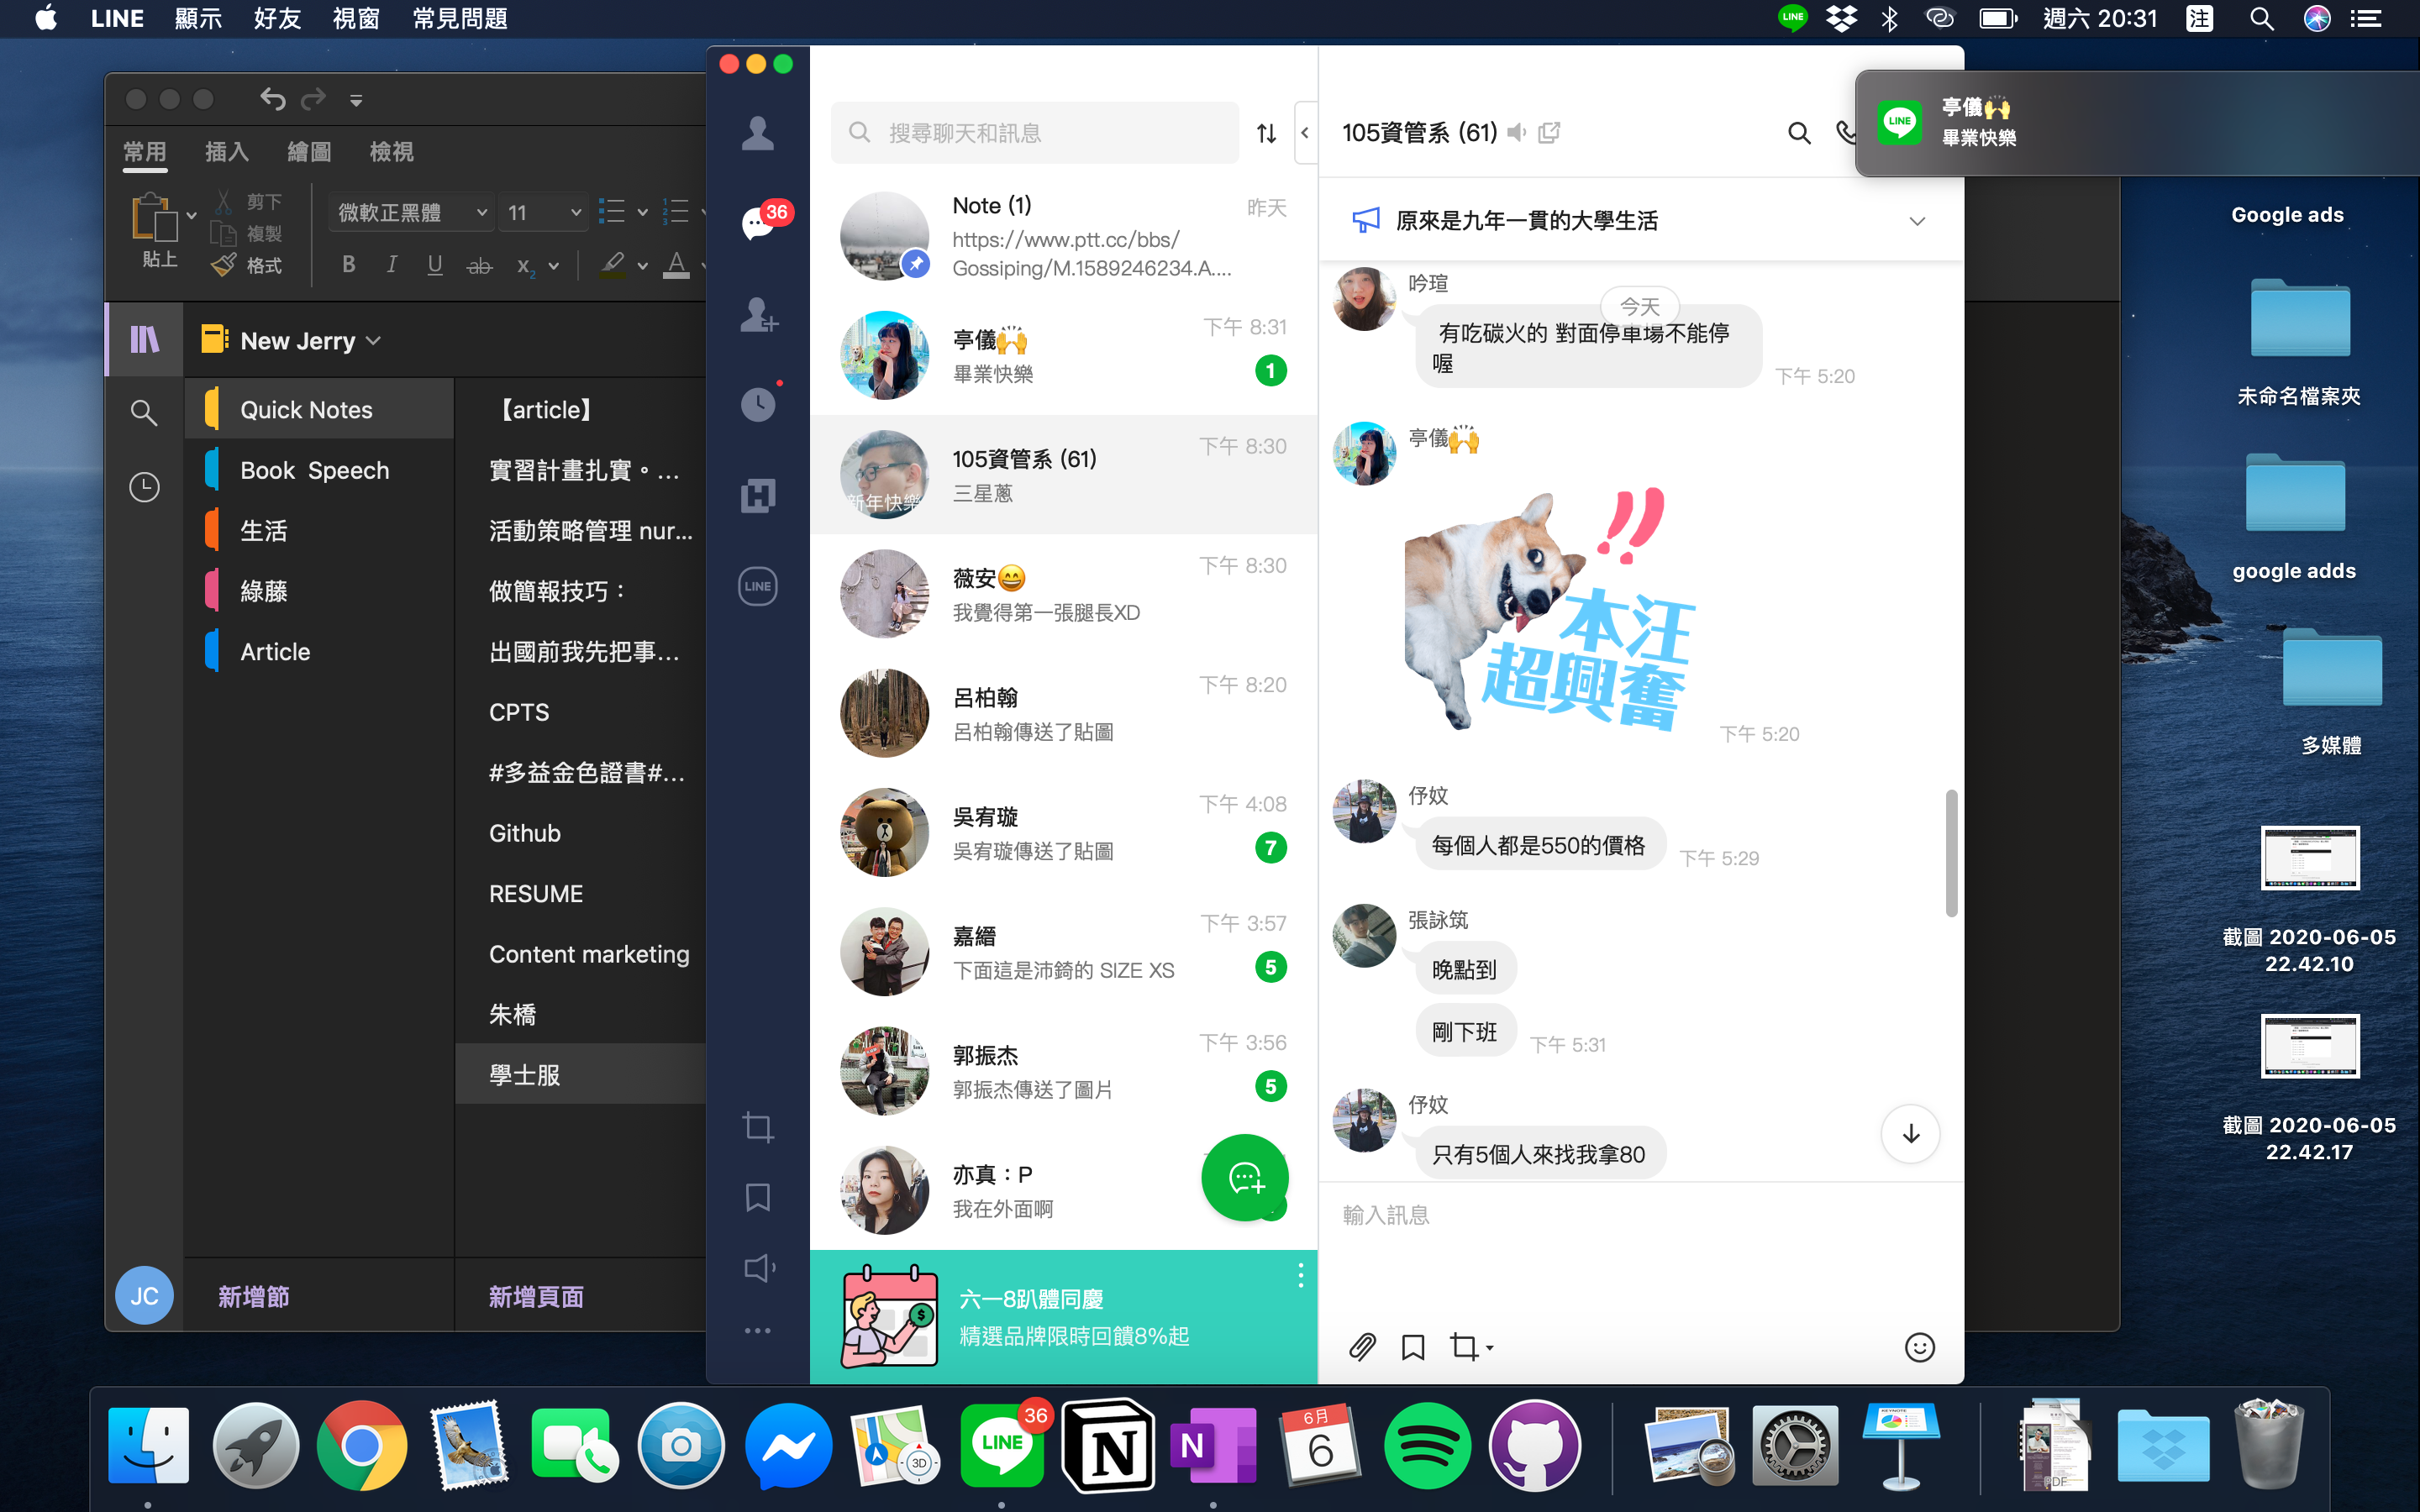 LINE 顯示 好友 視窗 常見問題
LINE
週六 20:31 注
常用 插入 繪圖 檢視
貼上
剪下
複製
格式
微軟正黑體 11
B I U ab x₂ A
New Jerry
Quick Notes
Book Speech
生活
綠藤
Article
【article】
實習計畫扎實。...
活動策略管理 nur...
做簡報技巧：
出國前我先把事...
CPTS
#多益金色證書#...
Github
RESUME
Content marketing
朱橋
學士服
JC
新增節
新增頁面
36
LINE
搜尋聊天和訊息
Note (1)
昨天
https://www.ptt.cc/bbs/
Gossiping/M.1589246234.A....
亭儀🙌
下午 8:31
畢業快樂
1
新年快樂
105資管系 (61)
下午 8:30
三星蔥
薇安😄
下午 8:30
我覺得第一張腿長XD
呂柏翰
下午 8:20
呂柏翰傳送了貼圖
吳宥璇
下午 4:08
吳宥璇傳送了貼圖
7
嘉縉
下午 3:57
下面這是沛錡的 SIZE XS
5
郭振杰
下午 3:56
郭振杰傳送了圖片
5
亦真：P
我在外面啊
六一8趴體同慶
精選品牌限時回饋8%起
105資管系 (61)
原來是九年一貫的大學生活
吟瑄
今天
有吃碳火的 對面停車場不能停
喔
下午 5:20
亭儀🙌
本汪
超興奮
下午 5:20
伃妏
每個人都是550的價格
下午 5:29
張詠筑
晚點到
剛下班
下午 5:31
伃妏
只有5個人來找我拿80
輸入訊息
LINE
亭儀🙌
畢業快樂
Google ads
未命名檔案夾
google adds
多媒體
截圖 2020-06-05
22.42.10
截圖 2020-06-05
22.42.17
3D
LINE
36
N
N
6月
6
KEYNOTE